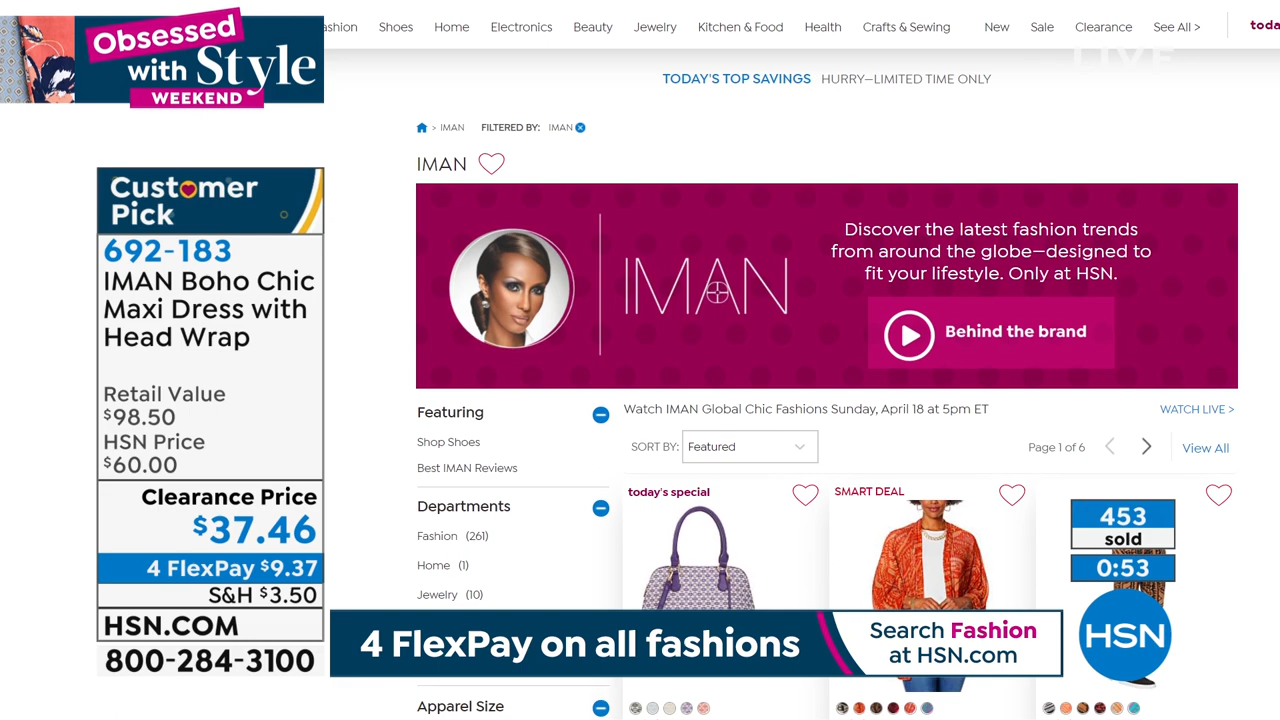 Obsessed
with Style
WEEKEND
ashion Shoes Home Electronics Beauty Jewelry Kitchen & Food Health Crafts & Sewing New Sale Clearance See All >
LIVE
TODAY'S TOP SAVINGS HURRY—LIMITED TIME ONLY
> IMAN FILTERED BY: IMAN
IMAN
Customer
Pick
692-183
IMAN Boho Chic
Maxi Dress with
Head Wrap
Retail Value
$98.50
HSN Price
$60.00
Clearance Price
$37.46
4 FlexPay $9.37
S&H $3.50
HSN.COM
800-284-3100
IMAN
Discover the latest fashion trends
from around the globe—designed to
fit your lifestyle. Only at HSN.
Behind the brand
Featuring
Shop Shoes
Best IMAN Reviews
Departments
Fashion (261)
Home (1)
Jewelry (10)
Apparel Size
Watch IMAN Global Chic Fashions Sunday, April 18 at 5pm ET
WATCH LIVE >
SORT BY: Featured
Page 1 of 6
View All
today's special
SMART DEAL
453
sold
0:53
4 FlexPay on all fashions
Search Fashion
at HSN.com
HSN